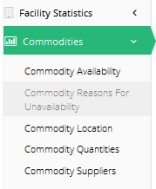 Facility Statistics
Commodities
Commodity Availability
Commodity Reasons For
Unavailability
Commodity Location
Commodity Quantities
Commodity Suppliers